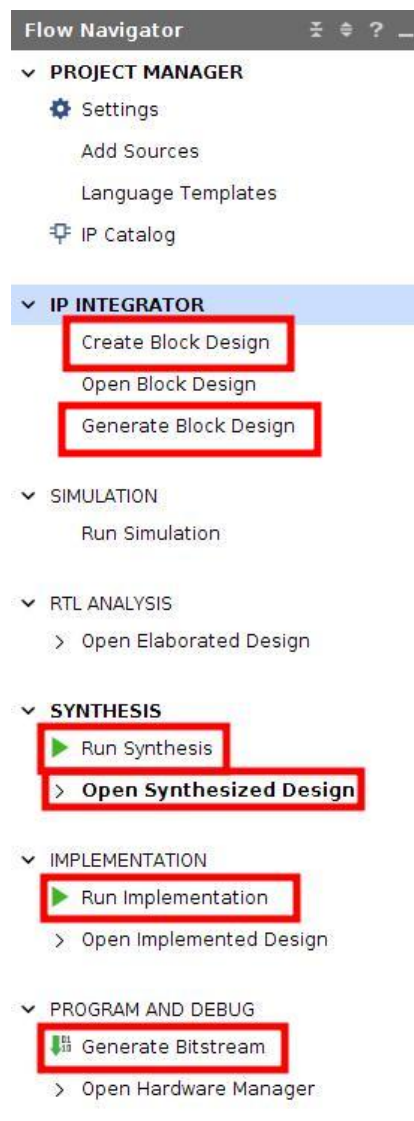 Flow Navigator ?
PROJECT MANAGER
Settings
Add Sources
Language Templates
IP Catalog
IP INTEGRATOR
Create Block Design
Open Block Design
Generate Block Design
SIMULATION
Run Simulation
RTL ANALYSIS
Open Elaborated Design
SYNTHESIS
Run Synthesis
Open Synthesized Design
IMPLEMENTATION
Run Implementation
Open Implemented Design
PROGRAM AND DEBUG
Generate Bitstream
Open Hardware Manager